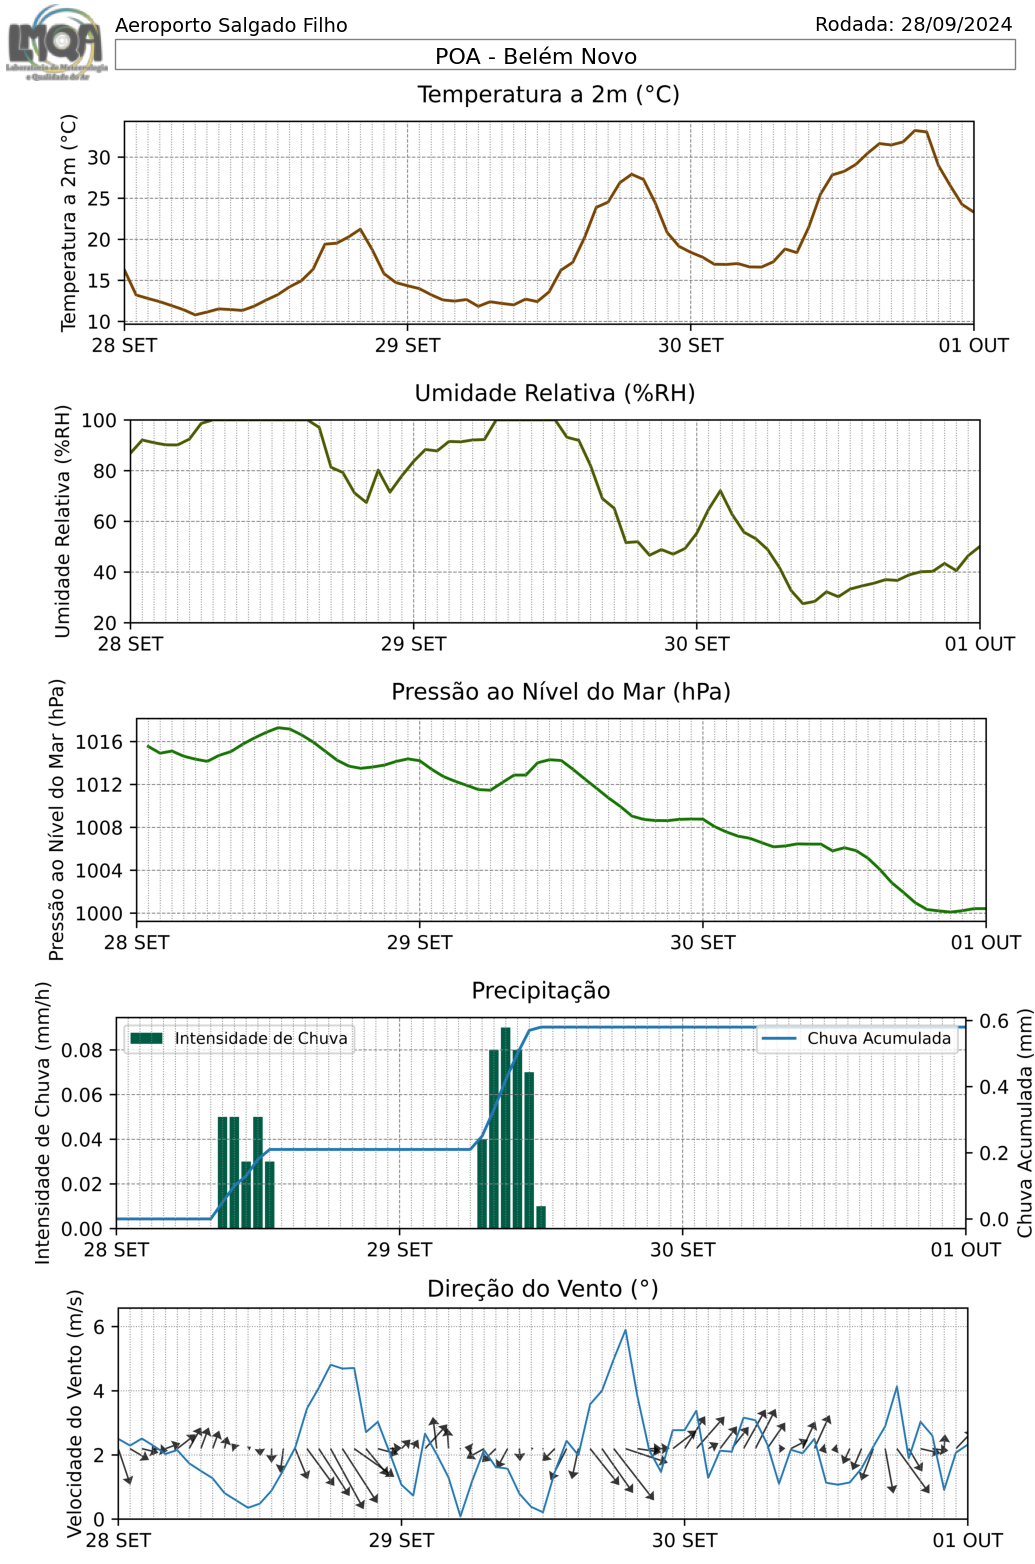 LMQA
Laboratório de Meteorologia
e Qualidade do Ar
Aeroporto Salgado Filho
Rodada: 28/09/2024
POA - Belém Novo
Temperatura a 2m (°C)
Temperatura a 2m (°C)
30
25
20
15
10
28 SET
29 SET
30 SET
01 OUT
Umidade Relativa (%RH)
Umidade Relativa (%RH)
100
80
60
40
20
28 SET
29 SET
30 SET
01 OUT
Pressão ao Nível do Mar (hPa)
Pressão ao Nível do Mar (hPa)
1016
1012
1008
1004
1000
28 SET
29 SET
30 SET
01 OUT
Precipitação
Intensidade de Chuva (mm/h)
Intensidade de Chuva
Chuva Acumulada
0.08
0.06
0.04
0.02
0.00
0.6
0.4
0.2
0.0
Chuva Acumulada (mm)
28 SET
29 SET
30 SET
01 OUT
Direção do Vento (°)
Velocidade do Vento (m/s)
6
4
2
0
28 SET
29 SET
30 SET
01 OUT